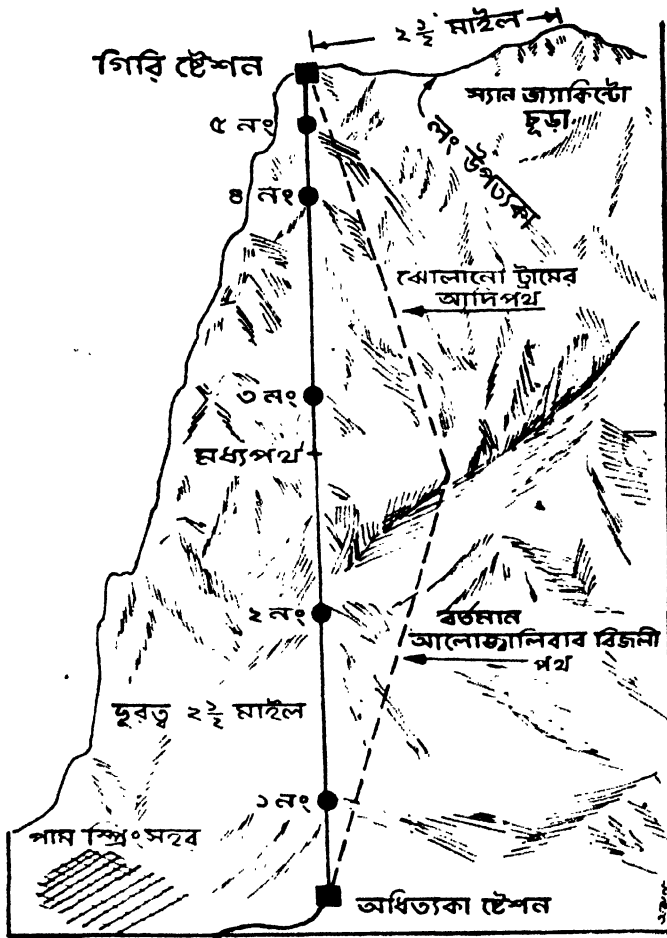 ২ ১/২ মাইল
গিরি ষ্টেশন
স্যান জ্যাকিন্টো
চূড়া
৫ নং
লং উপত্যকা
৪ নং
ঝোলানো ট্রামের
আদিপথ
৩ নং
মধ্যপথ
২ নং
বর্তমান
আলোজ্বালিবার বিজলী
পথ
দূরত্ব ২ ১/২ মাইল
১ নং
পাম স্প্রিং সহর
অধিত্যকা ষ্টেশন